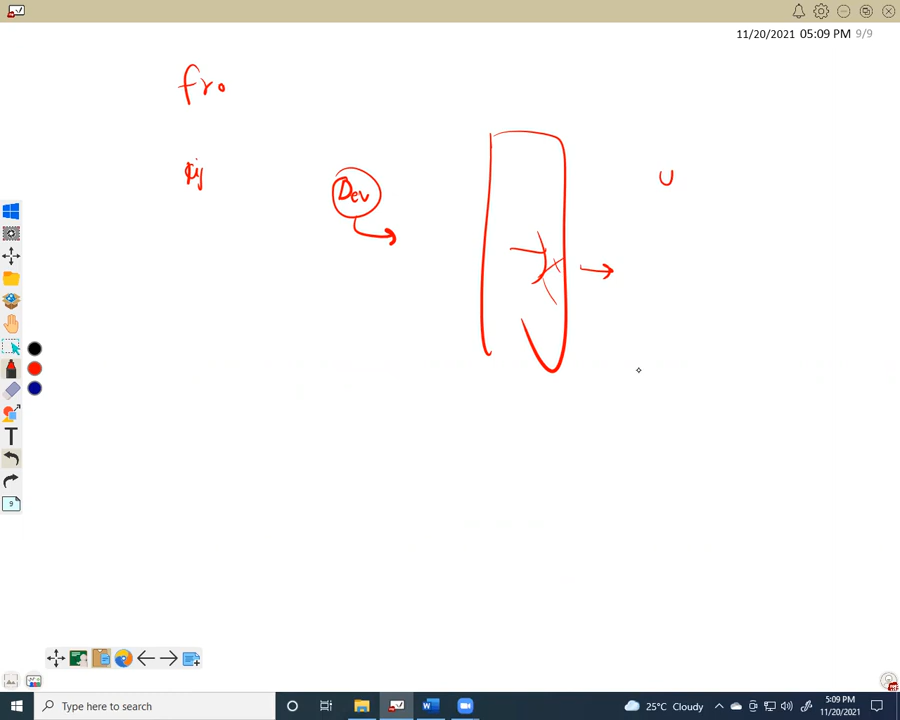 11/20/2021 05:09 PM 9/9
fro
Dev
U
T
9
Type here to search
25°C Cloudy
5:09 PM
11/20/2021